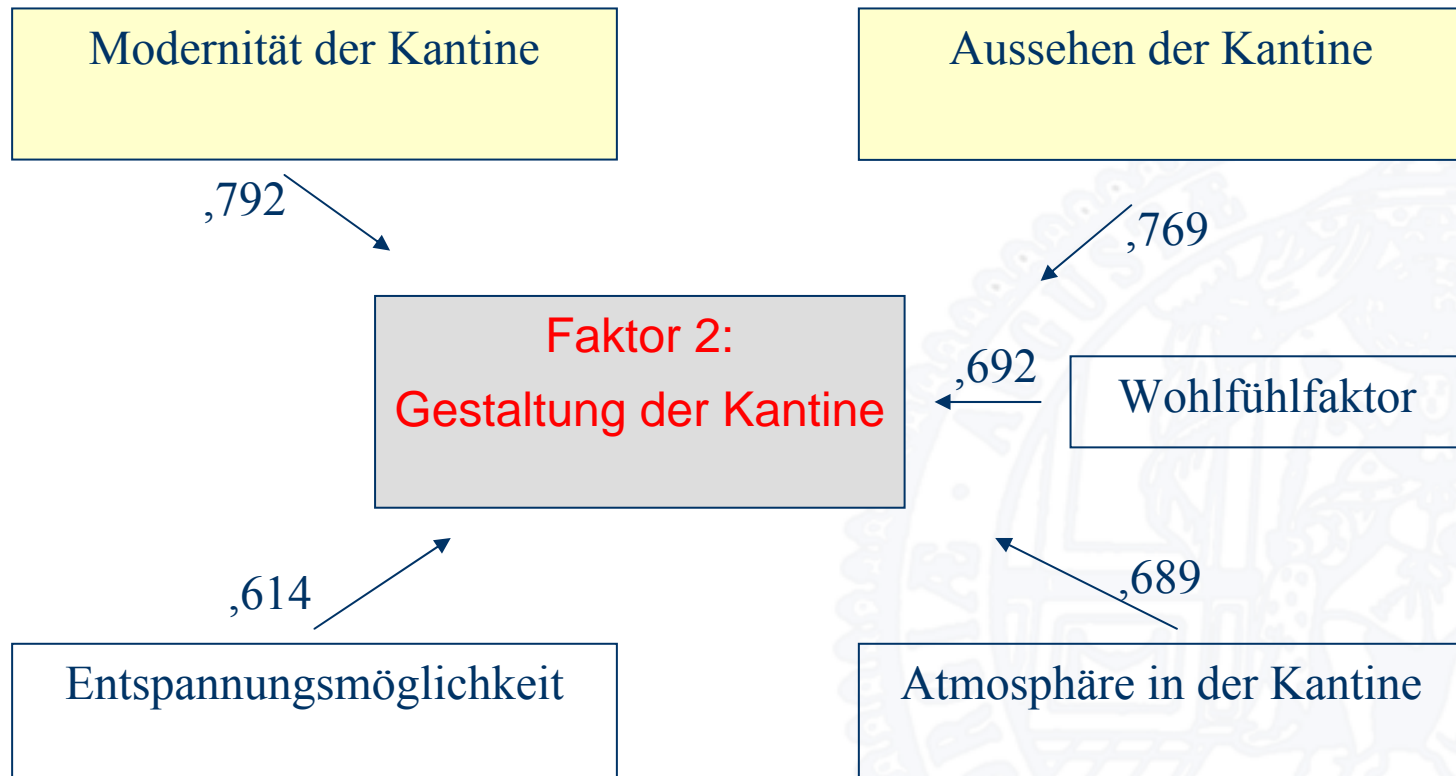 Modernität der Kantine
Aussehen der Kantine
,792
,769
Faktor 2:
Gestaltung der Kantine
,692
Wohlfühlfaktor
,614
,689
Entspannungsmöglichkeit
Atmosphäre in der Kantine